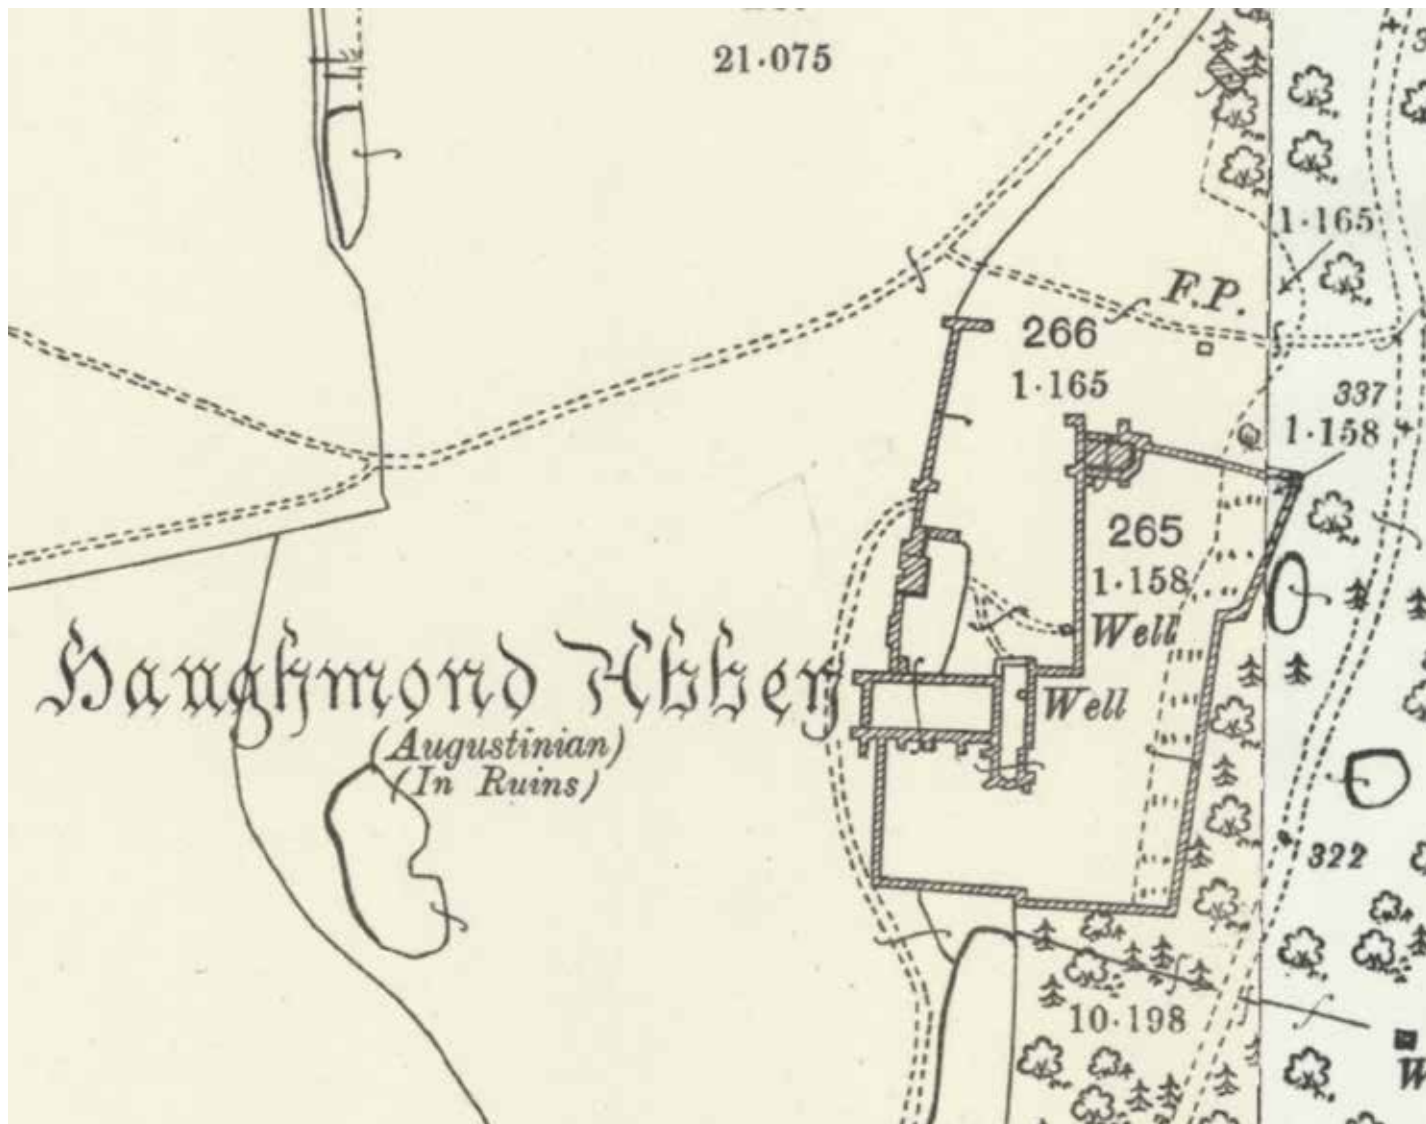 21·075
1·165
F.P.
266
1·165
337
1·158
265
1·158
Well
Haughmond Abbey
Well
(Augustinian)
(In Ruins)
322
10·198
W